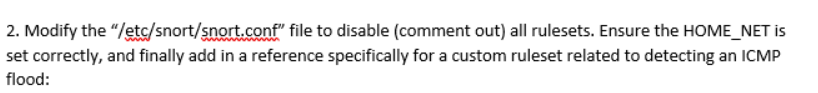 2. Modify the “/etc/snort/snort.conf” file to disable (comment out) all rulesets. Ensure the HOME_NET is
set correctly, and finally add in a reference specifically for a custom ruleset related to detecting an ICMP
flood: